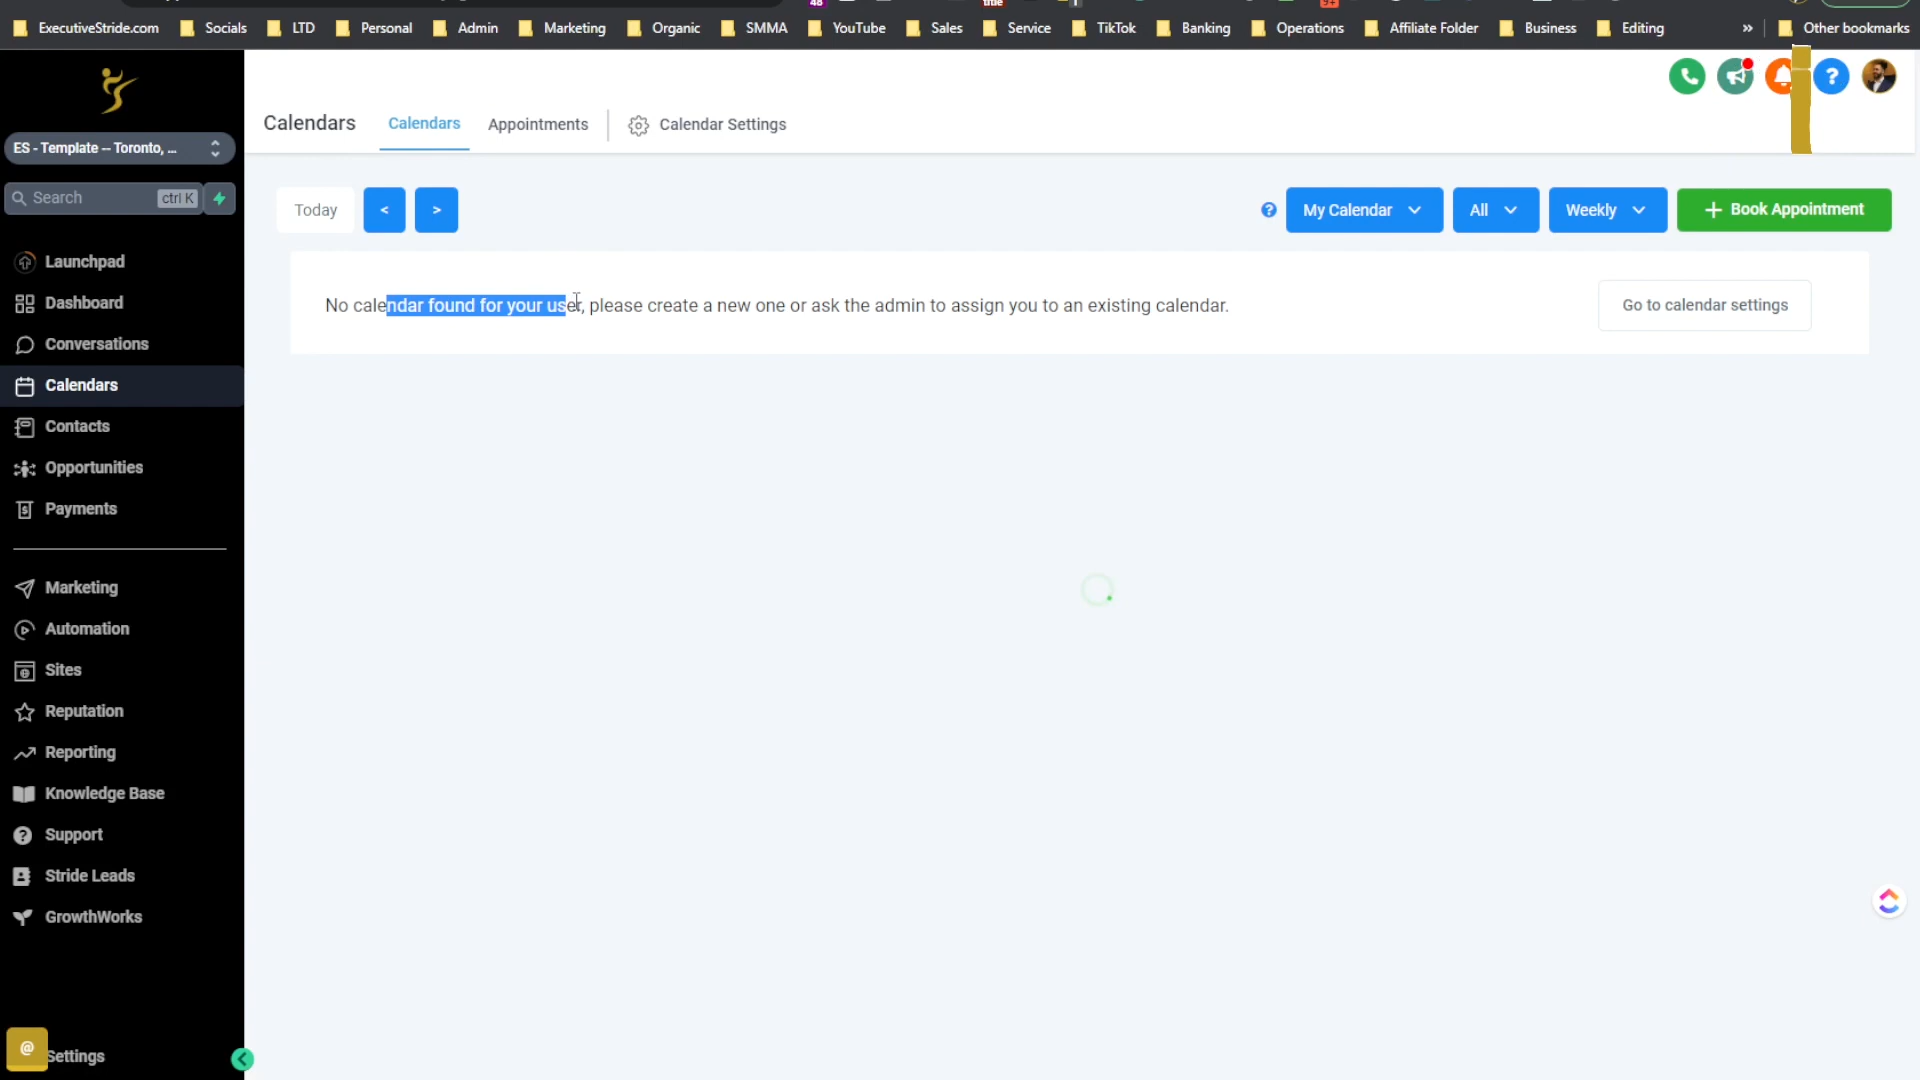 ExecutiveStride.com Socials LTD Personal Admin Marketing Organic SMMA YouTube Sales Service TikTok Banking Operations Affiliate Folder Business Editing » Other bookmarks
Calendars Calendars Appointments Calendar Settings
ES - Template -- Toronto, ...
Search ctrl K
Today < > ? My Calendar All Weekly + Book Appointment
No calendar found for your user, please create a new one or ask the admin to assign you to an existing calendar. Go to calendar settings
Launchpad
Dashboard
Conversations
Calendars
Contacts
Opportunities
Payments
Marketing
Automation
Sites
Reputation
Reporting
Knowledge Base
Support
Stride Leads
GrowthWorks
@ Settings